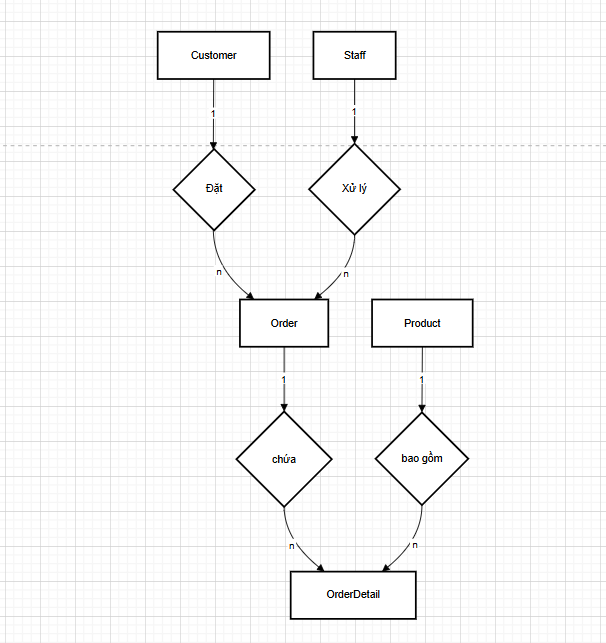 Customer
Staff
1
1
Đặt
Xử lý
n
n
Order
Product
1
1
chứa
bao gồm
n
n
OrderDetail